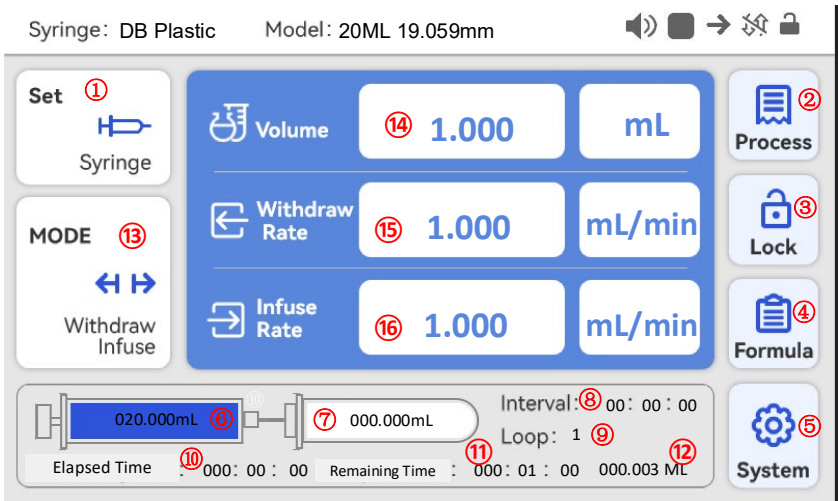 Syringe: DB Plastic Model: 20ML 19.059mm
Set ①
Syringe
MODE ⑬
Withdraw
Infuse
Volume ⑭ 1.000 mL
Withdraw
Rate ⑮ 1.000 mL/min
Infuse
Rate ⑯ 1.000 mL/min
②
Process
③
Lock
④
Formula
⑤
System
020.000mL ⑥ ⑩ ⑦ 000.000mL
Interval: ⑧ 00: 00: 00
Loop: 1 ⑨
Elapsed Time ⑩ : 000: 00 : 00 Remaining Time ⑪ : 000: 01 : 00 000.003 ML ⑫